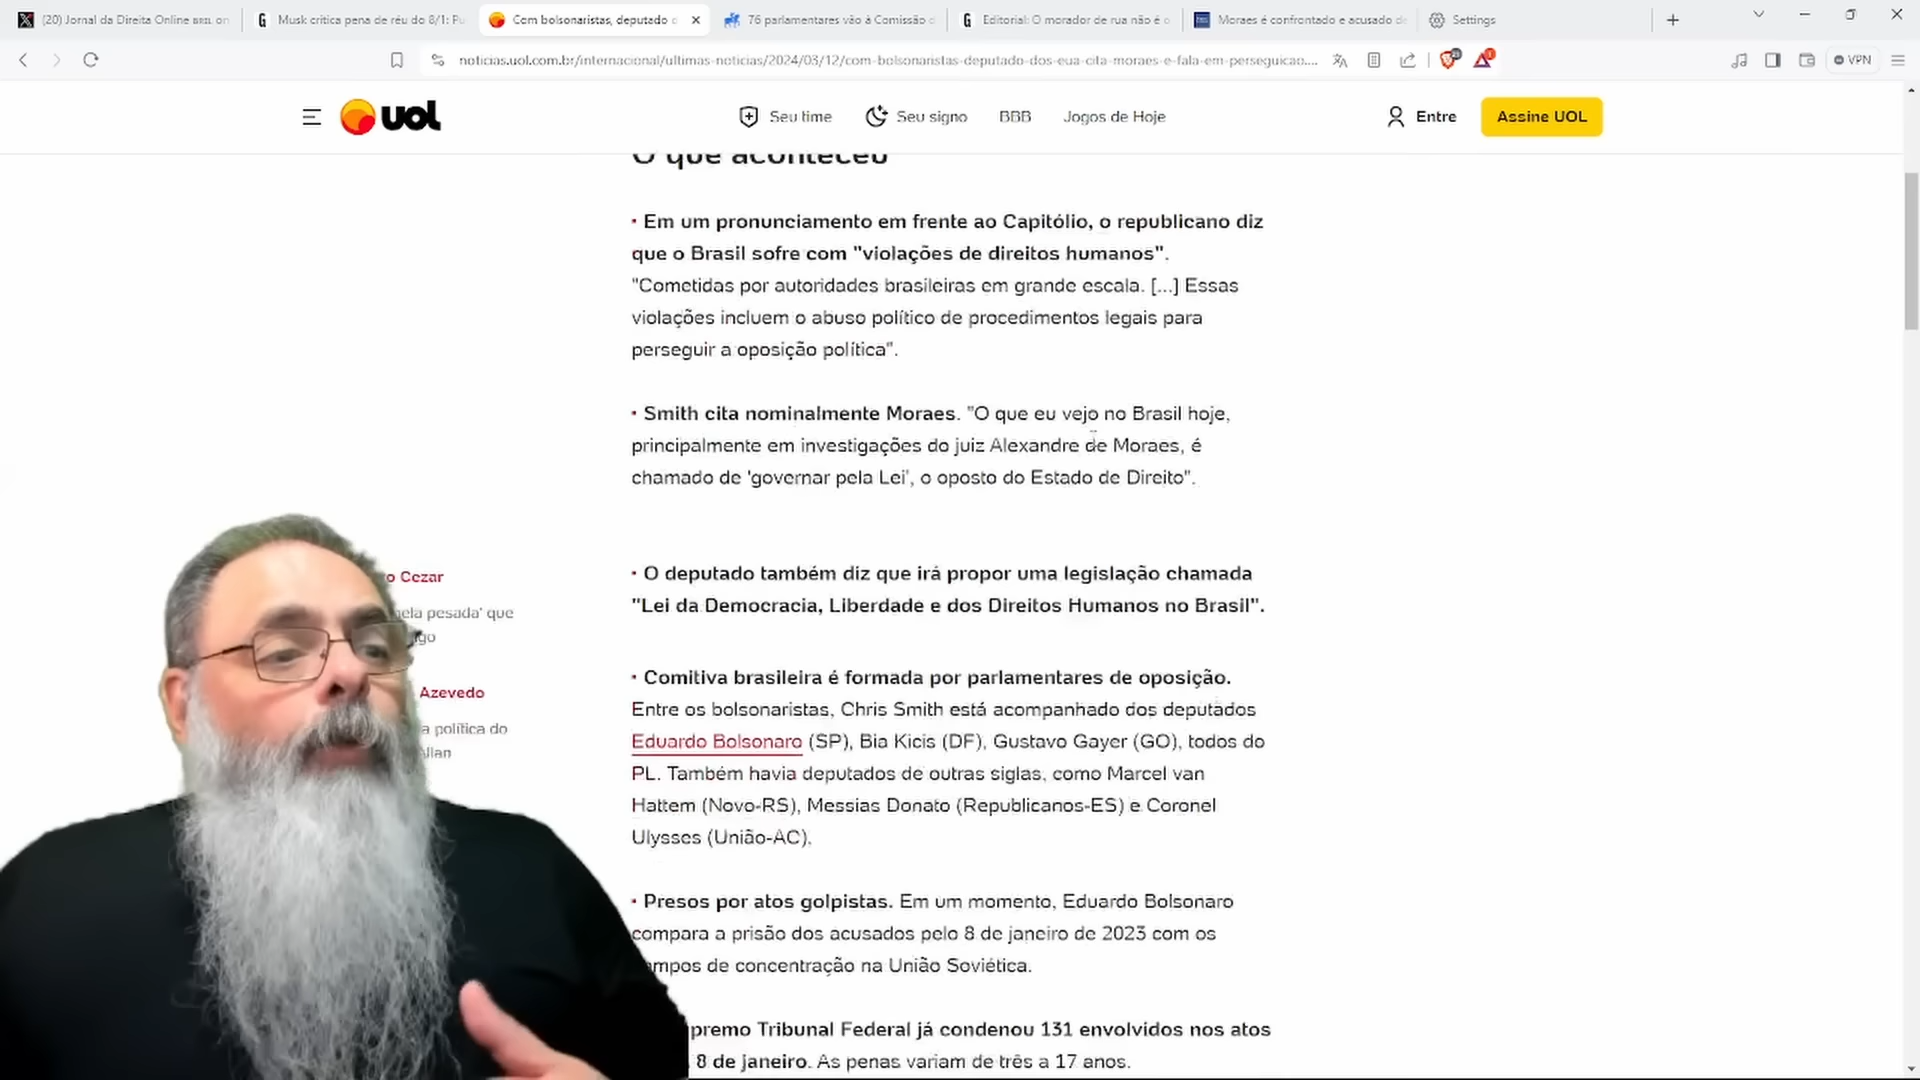 (20) Jornal da Direita Online
Musk critica pena de réu do 8/1:
Com bolsonaristas, deputado
76 parlamentares vão à Comissão
Editorial: O morador de rua não é
Moraes é confrontado e acusado
Settings
noticias.uol.com.br/internacional/ultimas-noticias/2024/03/12/com-bolsonaristas-deputado-dos-eua-cita-moraes-e-fala-em-perseguicao....
VPN
uol
Seu time
Seu signo
BBB
Jogos de Hoje
Entre
Assine UOL
O que aconteceu
Em um pronunciamento em frente ao Capitólio, o republicano diz
que o Brasil sofre com "violações de direitos humanos".
"Cometidas por autoridades brasileiras em grande escala. [...] Essas
violações incluem o abuso político de procedimentos legais para
perseguir a oposição política".
Smith cita nominalmente Moraes. "O que eu vejo no Brasil hoje,
principalmente em investigações do juiz Alexandre de Moraes, é
chamado de 'governar pela Lei', o oposto do Estado de Direito".
o Cezar
pesada' que
Azevedo
a política do
O deputado também diz que irá propor uma legislação chamada
"Lei da Democracia, Liberdade e dos Direitos Humanos no Brasil".
Comitiva brasileira é formada por parlamentares de oposição.
Entre os bolsonaristas, Chris Smith está acompanhado dos deputados
Eduardo Bolsonaro (SP), Bia Kicis (DF), Gustavo Gayer (GO), todos do
PL. Também havia deputados de outras siglas, como Marcel van
Hattem (Novo-RS), Messias Donato (Republicanos-ES) e Coronel
Ulysses (União-AC).
Presos por atos golpistas. Em um momento, Eduardo Bolsonaro
compara a prisão dos acusados pelo 8 de janeiro de 2023 com os
mpos de concentração na União Soviética.
premo Tribunal Federal já condenou 131 envolvidos nos atos
8 de janeiro. As penas variam de três a 17 anos.